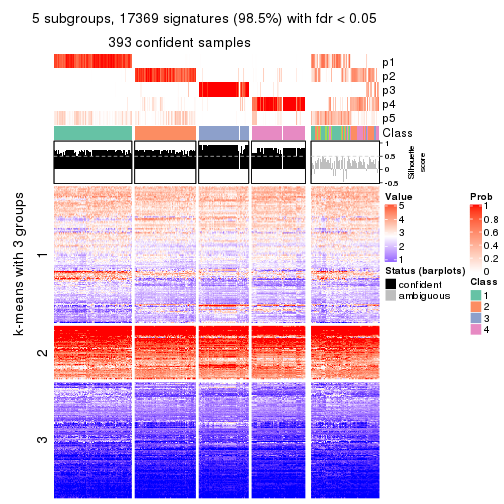 5 subgroups, 17369 signatures (98.5%) with fdr < 0.05
393 confident samples
p1
p2
p3
p4
p5
Class
1
0.5
0
-0.5
Silhouette
score
k-means with 3 groups
1
2
3
Value
5
4
3
2
1
Status (barplots)
confident
ambiguous
Prob
1
0.8
0.6
0.4
0.2
0
Class
1
2
3
4